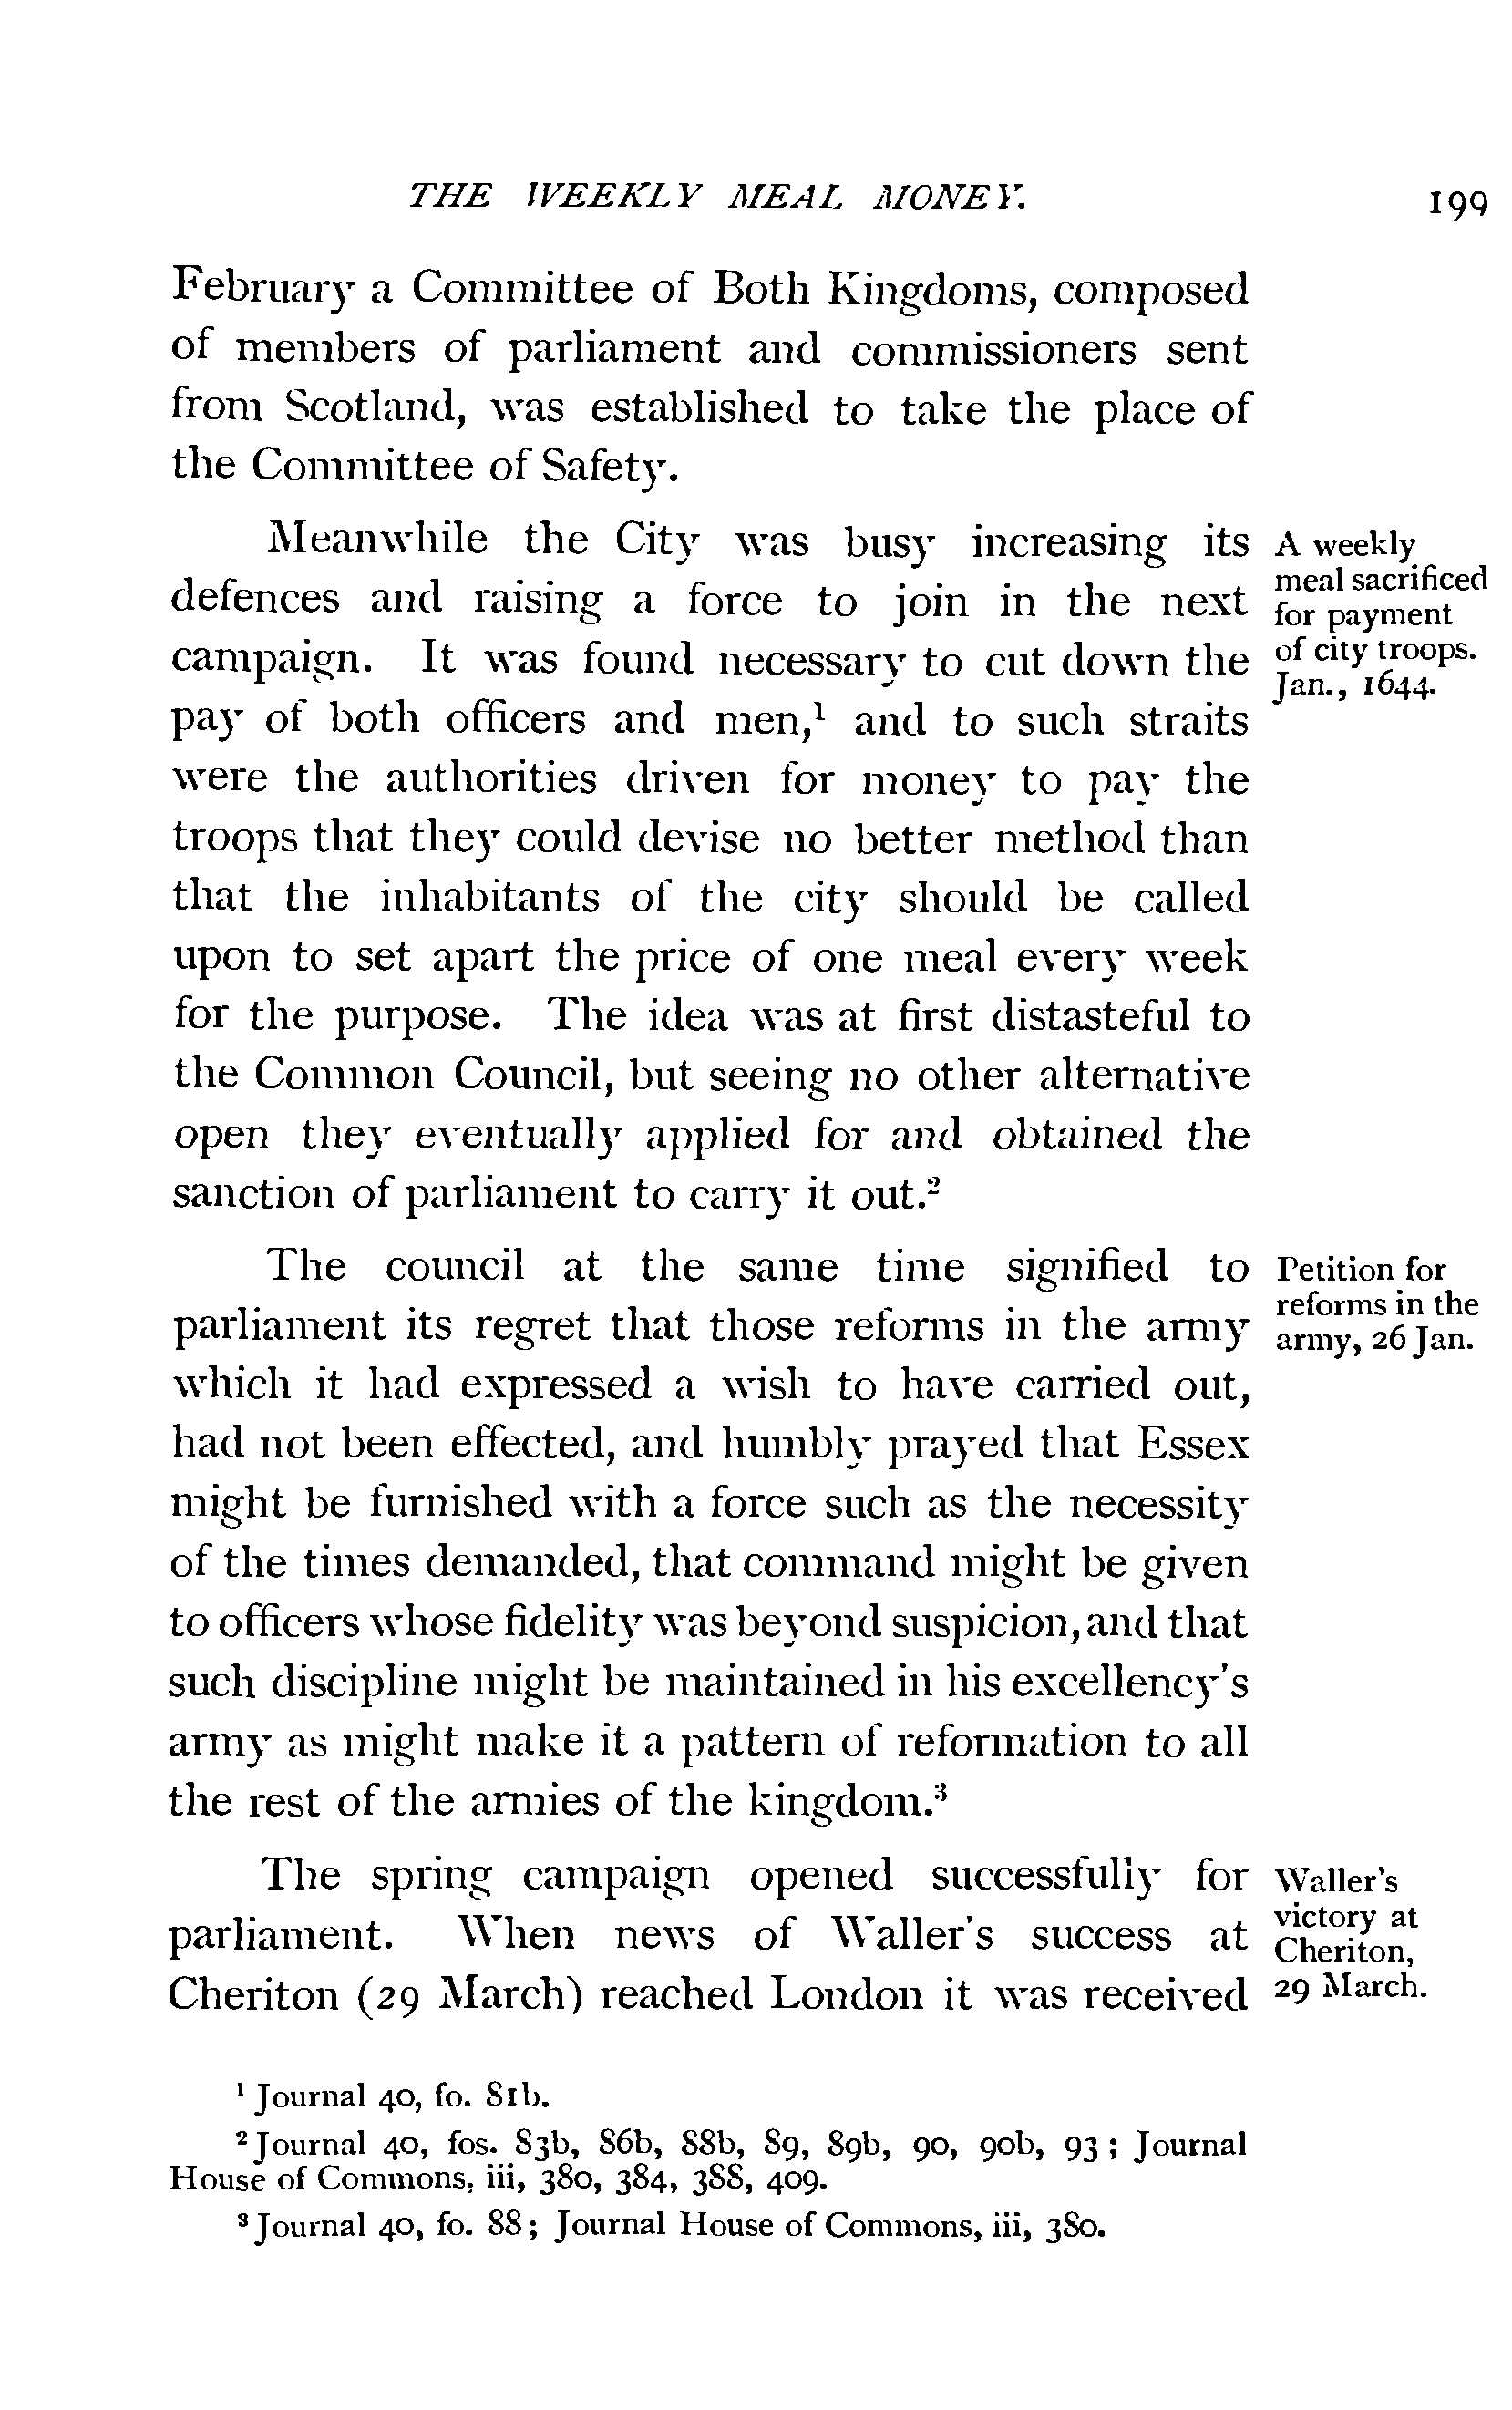 THE WEEKLY MEAL MONEY. 199
February a Committee of Both Kingdoms, composed
of members of parliament and commissioners sent
from Scotland, was established to take the place of
the Committee of Safety.
Meanwhile the City was busy increasing its
defences and raising a force to join in the next
campaign. It was found necessary to cut down the
pay of both officers and men,¹ and to such straits
were the authorities driven for money to pay the
troops that they could devise no better method than
that the inhabitants of the city should be called
upon to set apart the price of one meal every week
for the purpose. The idea was at first distasteful to
the Common Council, but seeing no other alternative
open they eventually applied for and obtained the
sanction of parliament to carry it out.²
A weekly
meal sacrificed
for payment
of city troops.
Jan., 1644.
The council at the same time signified to
parliament its regret that those reforms in the army
which it had expressed a wish to have carried out,
had not been effected, and humbly prayed that Essex
might be furnished with a force such as the necessity
of the times demanded, that command might be given
to officers whose fidelity was beyond suspicion, and that
such discipline might be maintained in his excellency's
army as might make it a pattern of reformation to all
the rest of the armies of the kingdom.³
Petition for
reforms in the
army, 26 Jan.
The spring campaign opened successfully for
parliament. When news of Waller's success at
Cheriton (29 March) reached London it was received
Waller's
victory at
Cheriton,
29 March.
¹ Journal 40, fo. 81b.
² Journal 40, fos. 83b, 86b, 88b, 89, 89b, 90, 90b, 93; Journal
House of Commons, iii, 380, 384, 388, 409.
³ Journal 40, fo. 88; Journal House of Commons, iii, 380.